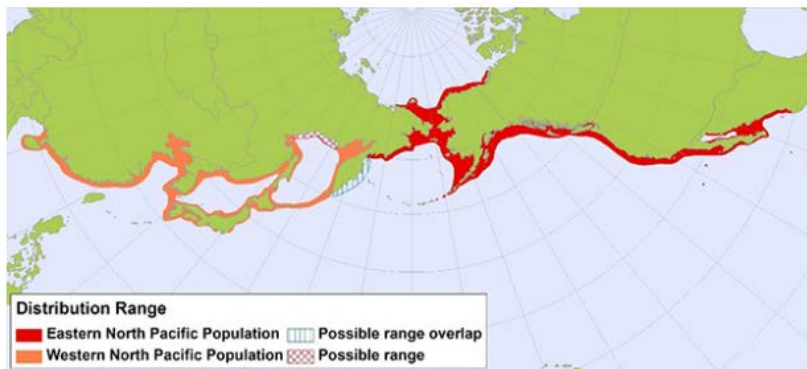 Distribution Range
Eastern North Pacific Population Possible range overlap
Western North Pacific Population Possible range